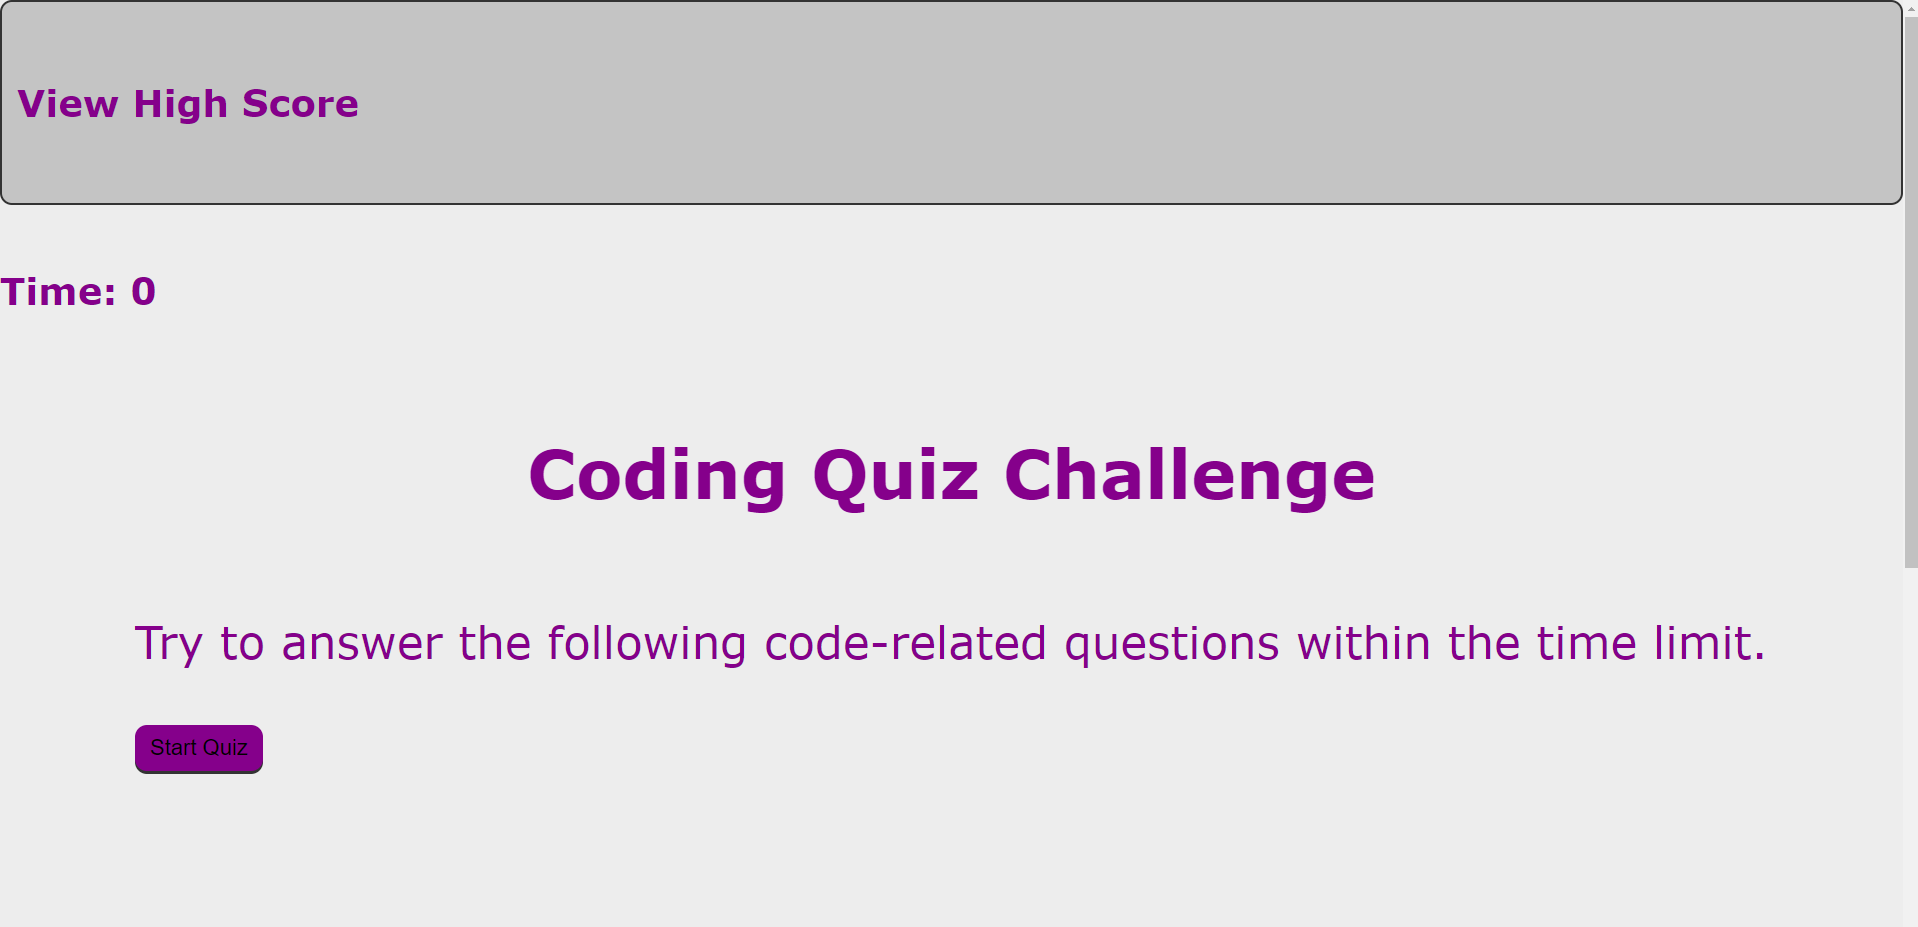 View High Score
Time: 0
Coding Quiz Challenge
Try to answer the following code-related questions within the time limit.
Start Quiz